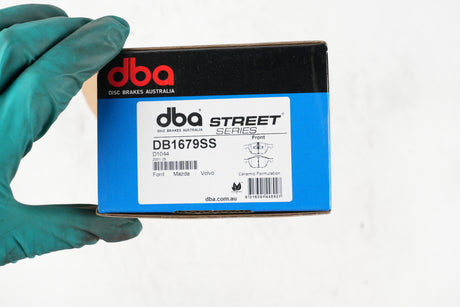 dba
DISC BRAKES AUSTRALIA
dba STREET
DISC BRAKES AUSTRALIA SERIES
DB1679SS Front
D1044
Ford Mazda Volvo
Ceramic Formulation
dba.com.au